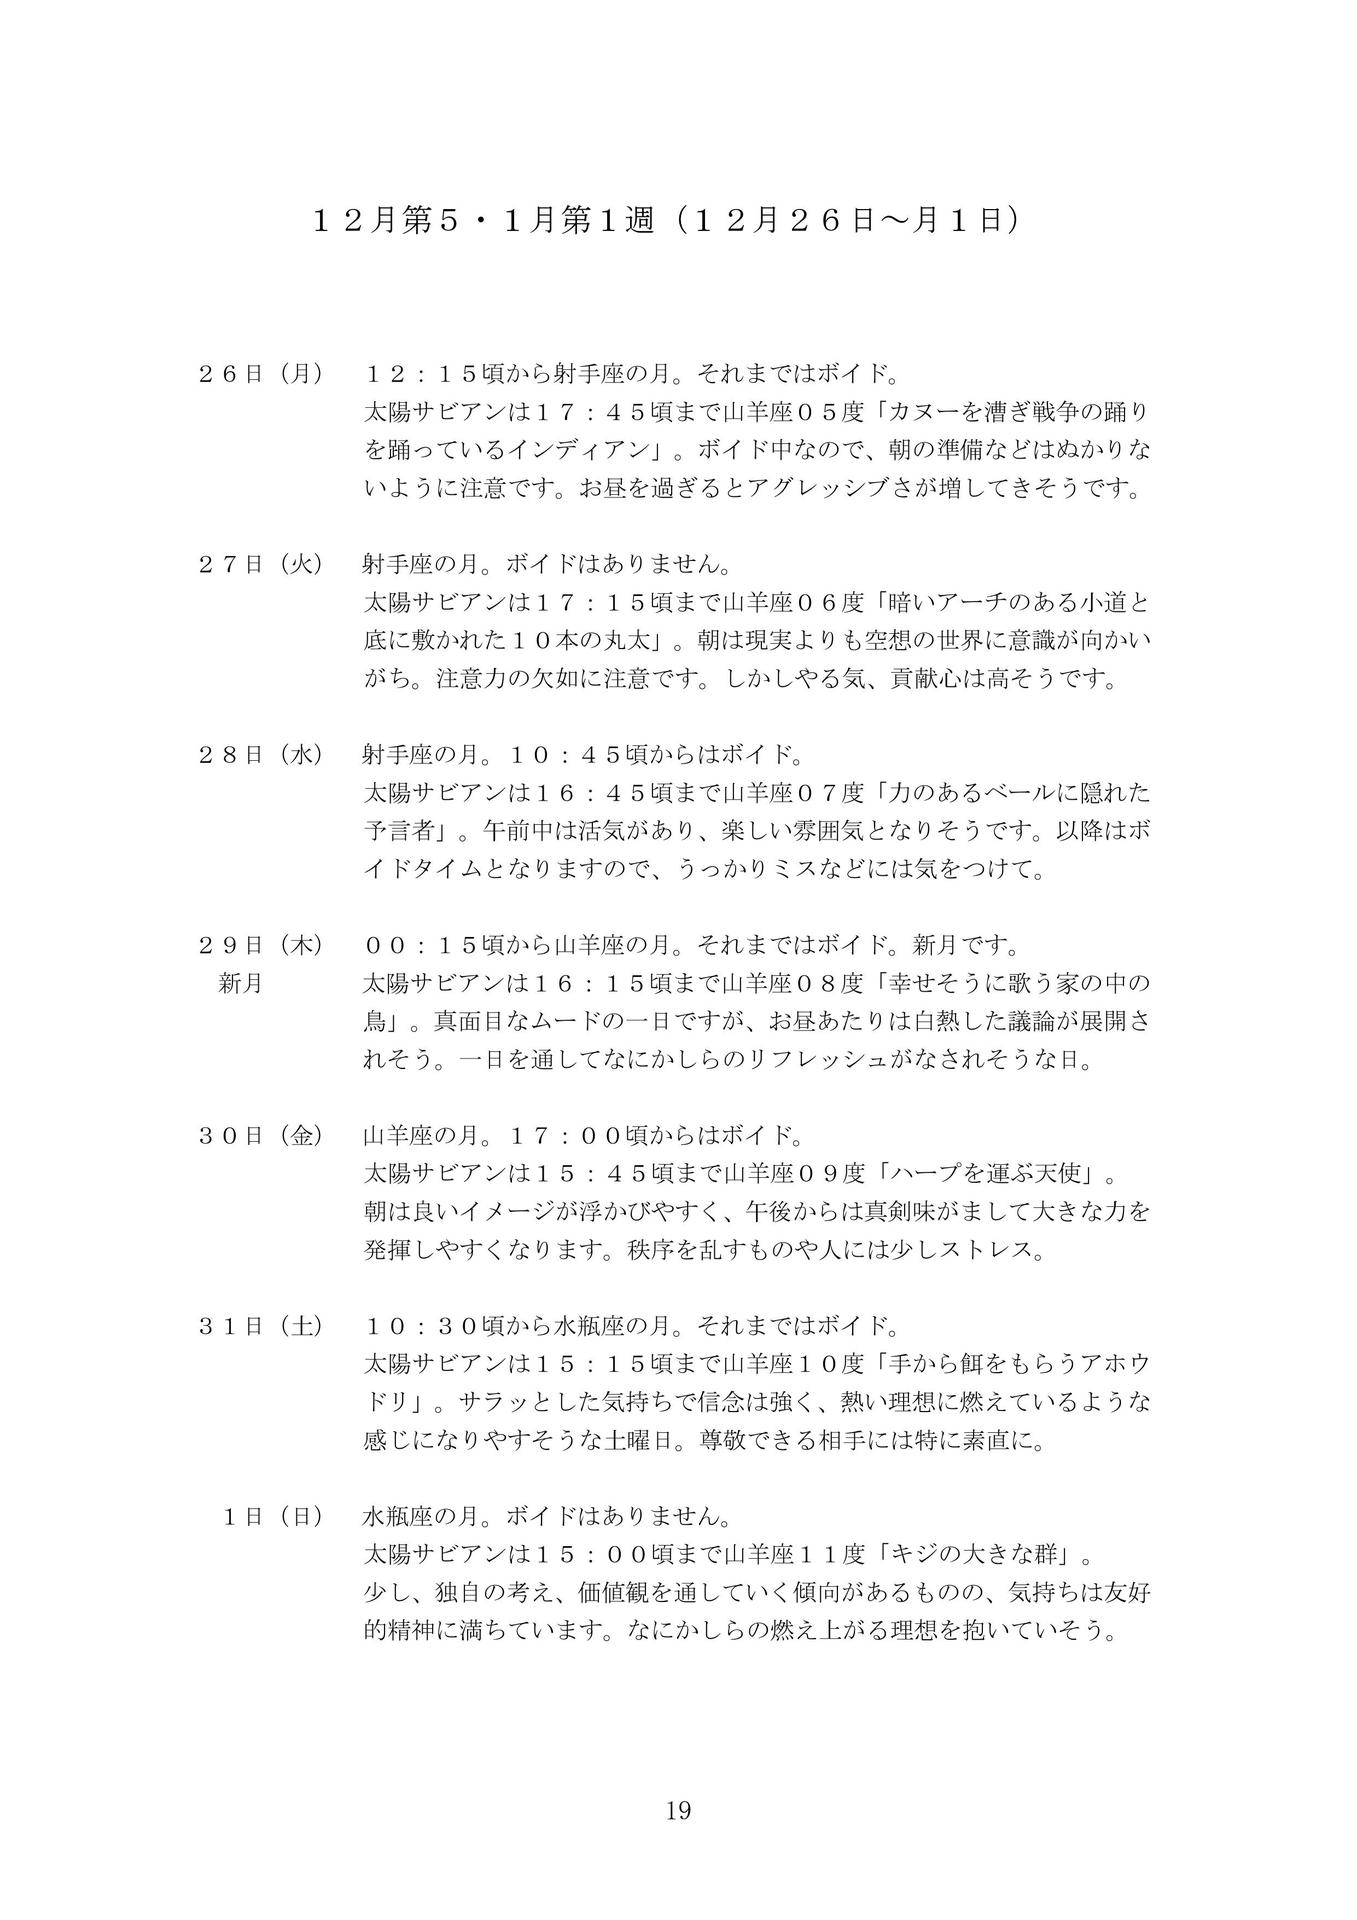 １２月第５・１月第１週（１２月２６日～月１日）
２６日（月）　１２：１５頃から射手座の月。それまではボイド。
太陽サビアンは１７：４５頃まで山羊座０５度「カヌーを漕ぎ戦争の踊り
を踊っているインディアン」。ボイド中なので、朝の準備などはぬかりな
いように注意です。お昼を過ぎるとアグレッシブさが増してきそうです。
２７日（火）　射手座の月。ボイドはありません。
太陽サビアンは１７：１５頃まで山羊座０６度「暗いアーチのある小道と
底に敷かれた１０本の丸太」。朝は現実よりも空想の世界に意識が向かい
がち。注意力の欠如に注意です。しかしやる気、貢献心は高そうです。
２８日（水）　射手座の月。１０：４５頃からはボイド。
太陽サビアンは１６：４５頃まで山羊座０７度「力のあるベールに隠れた
予言者」。午前中は活気があり、楽しい雰囲気となりそうです。以降はボ
イドタイムとなりますので、うっかりミスなどには気をつけて。
２９日（木）　００：１５頃から山羊座の月。それまではボイド。新月です。
新月　太陽サビアンは１６：１５頃まで山羊座０８度「幸せそうに歌う家の中の
鳥」。真面目なムードの一日ですが、お昼あたりは白熱した議論が展開さ
れそう。一日を通してなにかしらのリフレッシュがなされそうな日。
３０日（金）　山羊座の月。１７：００頃からはボイド。
太陽サビアンは１５：４５頃まで山羊座０９度「ハープを運ぶ天使」。
朝は良いイメージが浮かびやすく、午後からは真剣味がまして大きな力を
発揮しやすくなります。秩序を乱すものや人には少しストレス。
３１日（土）　１０：３０頃から水瓶座の月。それまではボイド。
太陽サビアンは１５：１５頃まで山羊座１０度「手から餌をもらうアホウ
ドリ」。サラッとした気持ちで信念は強く、熱い理想に燃えているような
感じになりやすそうな土曜日。尊敬できる相手には特に素直に。
１日（日）　水瓶座の月。ボイドはありません。
太陽サビアンは１５：００頃まで山羊座１１度「キジの大きな群」。
少し、独自の考え、価値観を通していく傾向があるものの、気持ちは友好
的精神に満ちています。なにかしらの燃え上がる理想を抱いていそう。
19